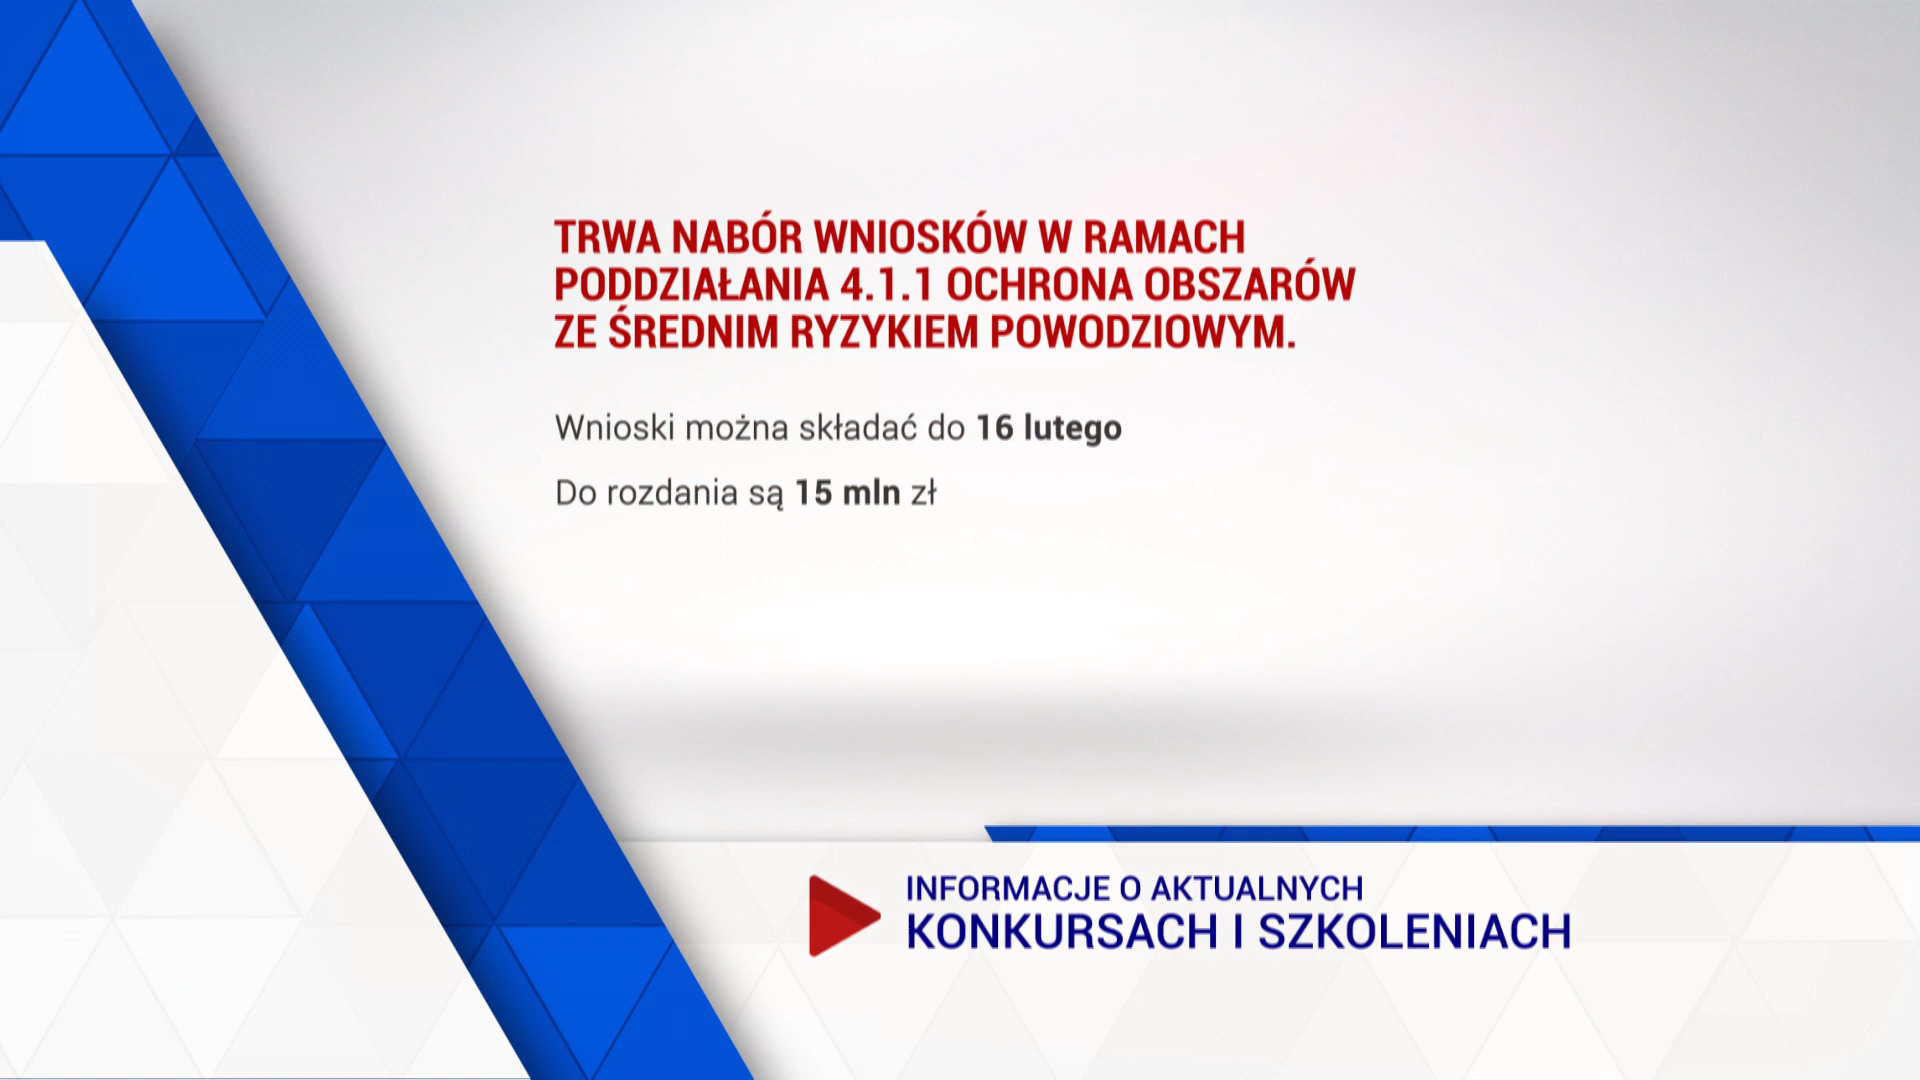 TRWA NABÓR WNIOSKÓW W RAMACH
PODDZIAŁANIA 4.1.1 OCHRONA OBSZARÓW
ZE ŚREDNIM RYZYKIEM POWODZIOWYM.
Wnioski można składać do 16 lutego
Do rozdania są 15 mln zł
INFORMACJE O AKTUALNYCH
KONKURSACH I SZKOLENIACH